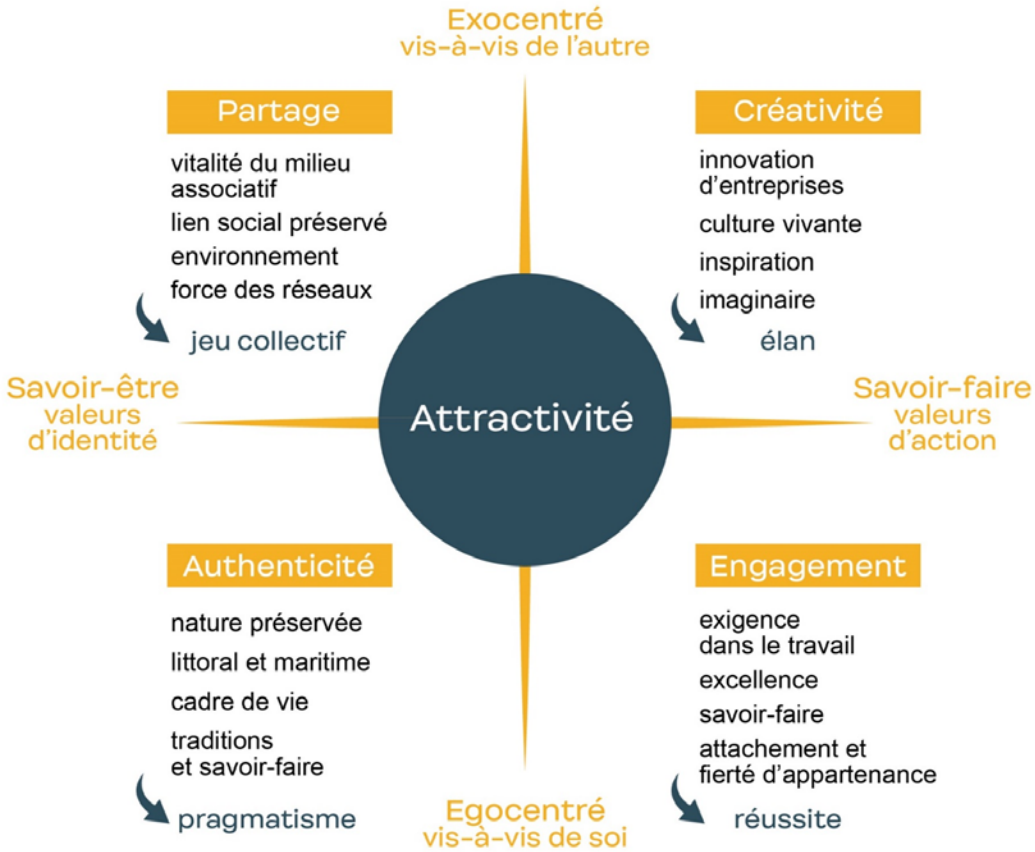 Exocentré
vis-à-vis de l'autre
Partage
vitalité du milieu
associatif
lien social préservé
environnement
force des réseaux
jeu collectif
Créativité
innovation
d'entreprises
culture vivante
inspiration
imaginaire
élan
Savoir-être
valeurs
d'identité
Attractivité
Savoir-faire
valeurs
d'action
Authenticité
nature préservée
littoral et maritime
cadre de vie
traditions
et savoir-faire
pragmatisme
Engagement
exigence
dans le travail
excellence
savoir-faire
attachement et
fierté d'appartenance
réussite
Egocentré
vis-à-vis de soi